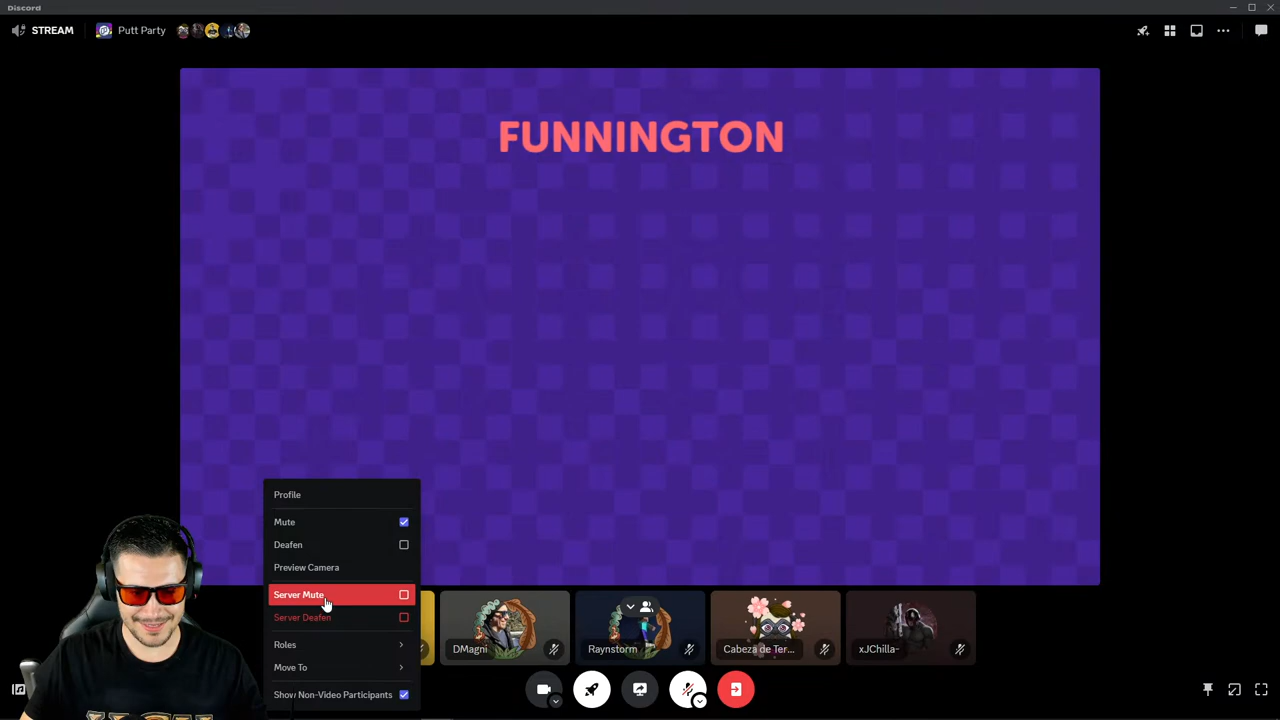 Discord
STREAM
Putt Party
FUNNINGTON
Profile
Mute
Deafen
Preview Camera
Server Mute
Server Deafen
Roles
Move To
Show Non-Video Participants
DMagni
Raynstorm
Cabeza de Ter...
xJChilla-